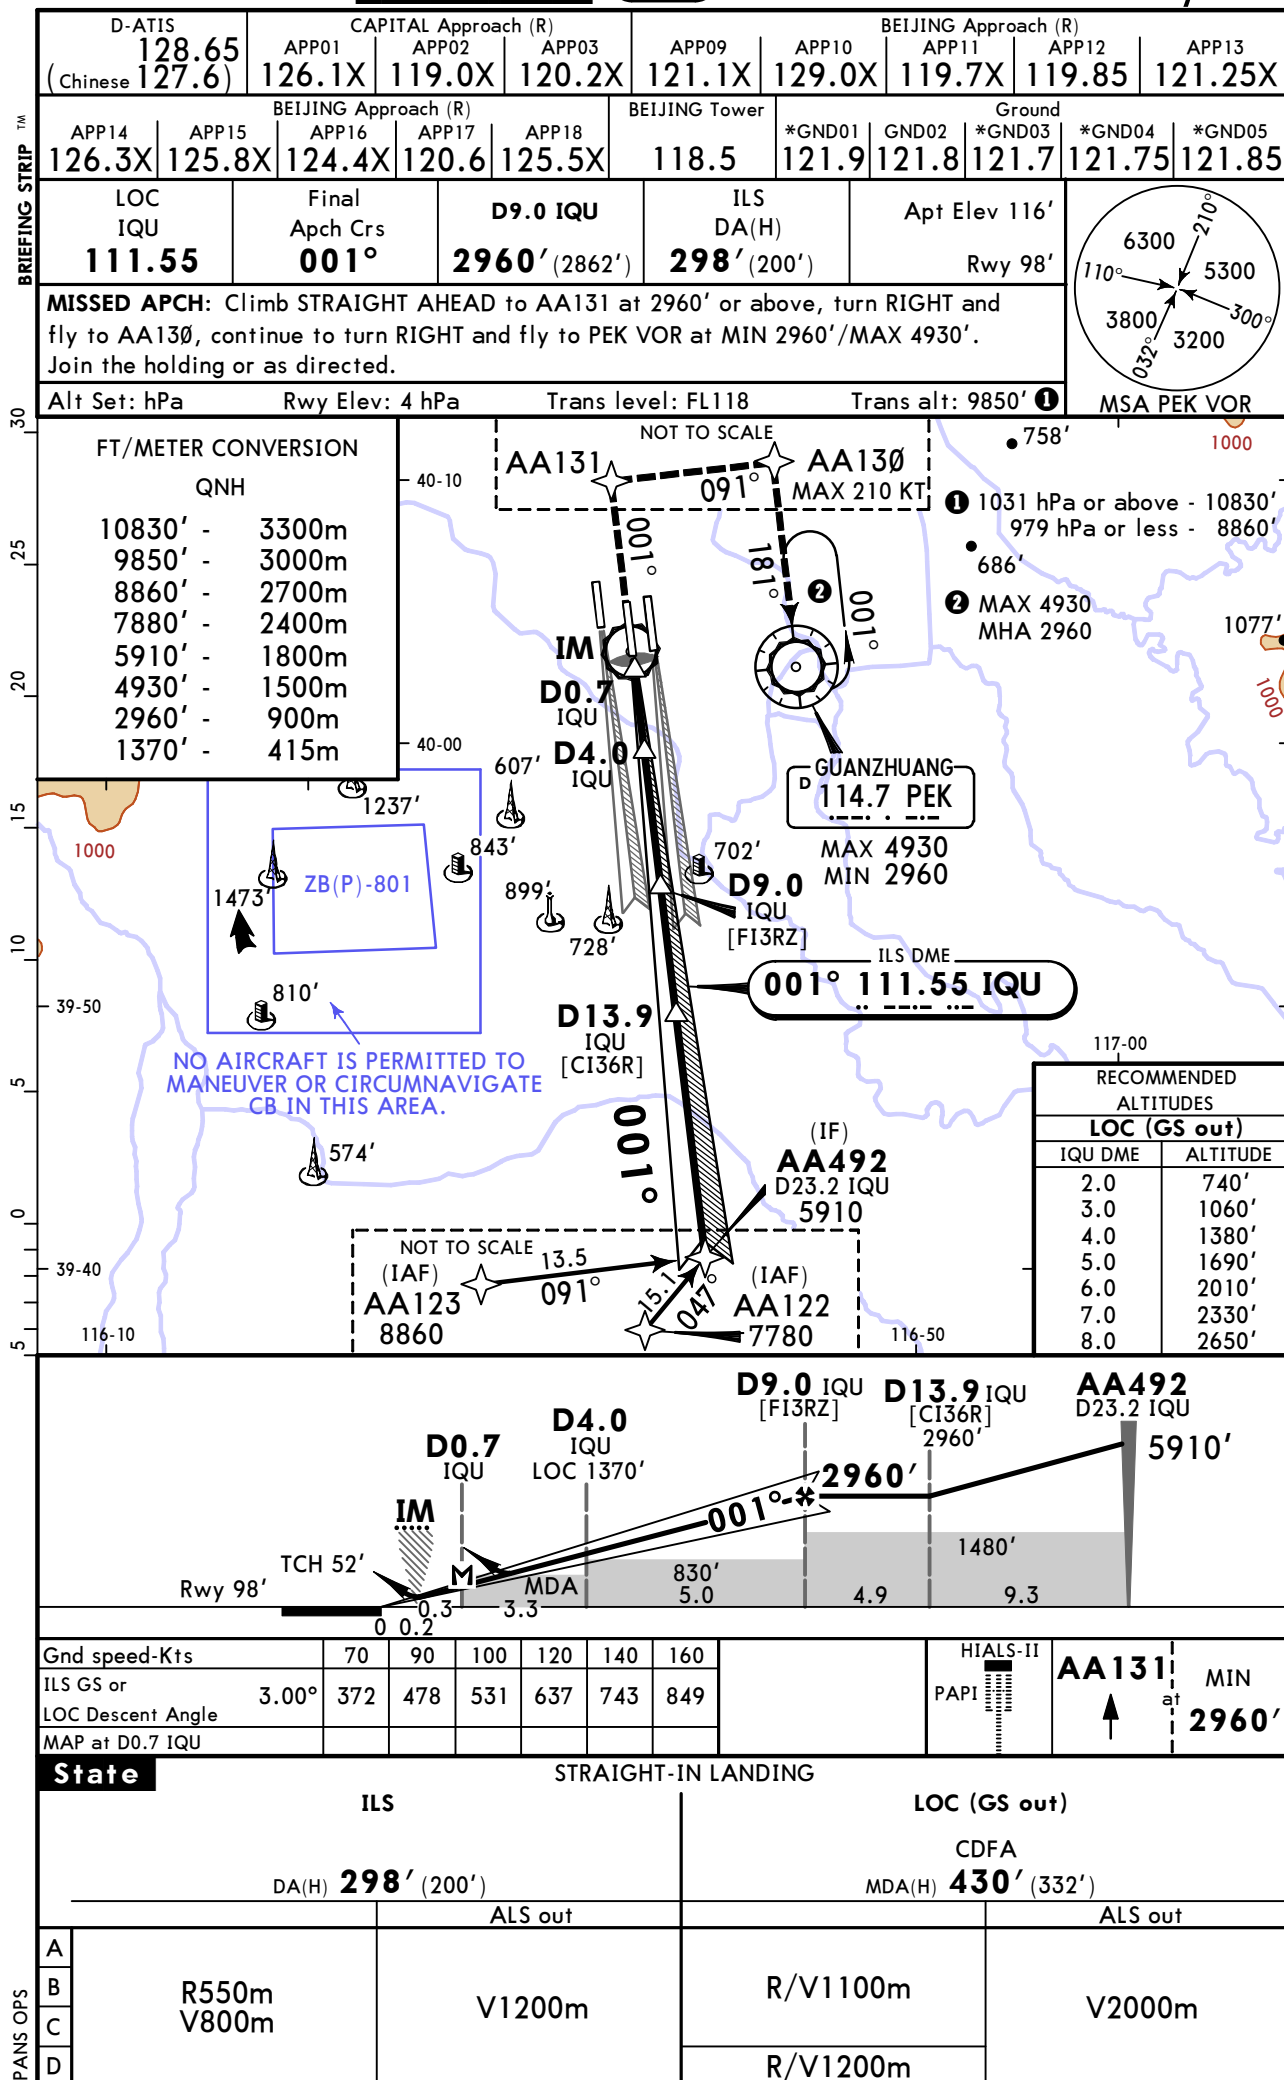 D-ATIS
128.65
(Chinese 127.6)
CAPITAL Approach (R)
APP01 APP02 APP03
126.1X 119.0X 120.2X
BEIJING Approach (R)
APP09 APP10 APP11 APP12 APP13
121.1X 129.0X 119.7X 119.85 121.25X
BEIJING Approach (R)
APP14 APP15 APP16 APP17 APP18
126.3X 125.8X 124.4X 120.6 125.5X
BEIJING Tower
118.5
Ground
*GND01 GND02 *GND03 *GND04 *GND05
121.9 121.8 121.7 121.75 121.85
BRIEFING STRIP TM
LOC
IQU
111.55
Final
Apch Crs
001°
D9.0 IQU
2960' (2862')
ILS
DA(H)
298' (200')
Apt Elev 116'
Rwy 98'
MISSED APCH: Climb STRAIGHT AHEAD to AA131 at 2960' or above, turn RIGHT and
fly to AA13Ø, continue to turn RIGHT and fly to PEK VOR at MIN 2960'/MAX 4930'.
Join the holding or as directed.
Alt Set: hPa Rwy Elev: 4 hPa Trans level: FL118 Trans alt: 9850' ❶
210°
6300
110° 5300
3800 300°
032° 3200
MSA PEK VOR
FT/METER CONVERSION
QNH
10830' - 3300m
9850' - 3000m
8860' - 2700m
7880' - 2400m
5910' - 1800m
4930' - 1500m
2960' - 900m
1370' - 415m
30
25
20
15
10
5
0
5
40-10
40-00
39-50
39-40
116-10
116-50
117-00
NOT TO SCALE
AA131
AA13Ø
MAX 210 KT
091°
001°
181°
❷
001°
758'
1000
❶ 1031 hPa or above - 10830'
979 hPa or less - 8860'
686'
❷ MAX 4930
MHA 2960
1077'
1000
IM
D0.7
IQU
D4.0
IQU
GUANZHUANG
D 114.7 PEK
MAX 4930
MIN 2960
607'
1237'
1000
843'
ZB(P)-801
1473'
899'
728'
702'
D9.0
IQU
[FI3RZ]
ILS DME
001° 111.55 IQU
810'
D13.9
IQU
[CI36R]
NO AIRCRAFT IS PERMITTED TO
MANEUVER OR CIRCUMNAVIGATE
CB IN THIS AREA.
574'
001°
(IF)
AA492
D23.2 IQU
5910
NOT TO SCALE
(IAF)
AA123
8860
13.5
091°
15.1
047°
(IAF)
AA122
7780
RECOMMENDED
ALTITUDES
LOC (GS out)
IQU DME ALTITUDE
2.0 740'
3.0 1060'
4.0 1380'
5.0 1690'
6.0 2010'
7.0 2330'
8.0 2650'
D9.0 IQU
[FI3RZ]
D13.9 IQU
[CI36R]
2960'
AA492
D23.2 IQU
5910'
D4.0
IQU
LOC 1370'
D0.7
IQU
IM
2960'
001°
TCH 52'
Rwy 98'
M
MDA
830'
1480'
0 0.2 0.3 3.3 5.0 4.9 9.3
Gnd speed-Kts 70 90 100 120 140 160
ILS GS or
LOC Descent Angle 3.00° 372 478 531 637 743 849
MAP at D0.7 IQU
HIALS-II
PAPI
AA131
at
MIN
2960'
State
STRAIGHT-IN LANDING
ILS
LOC (GS out)
CDFA
DA(H) 298' (200')
MDA(H) 430' (332')
ALS out
ALS out
A
B
C
D
R550m
V800m
V1200m
R/V1100m
R/V1200m
V2000m
PANS OPS